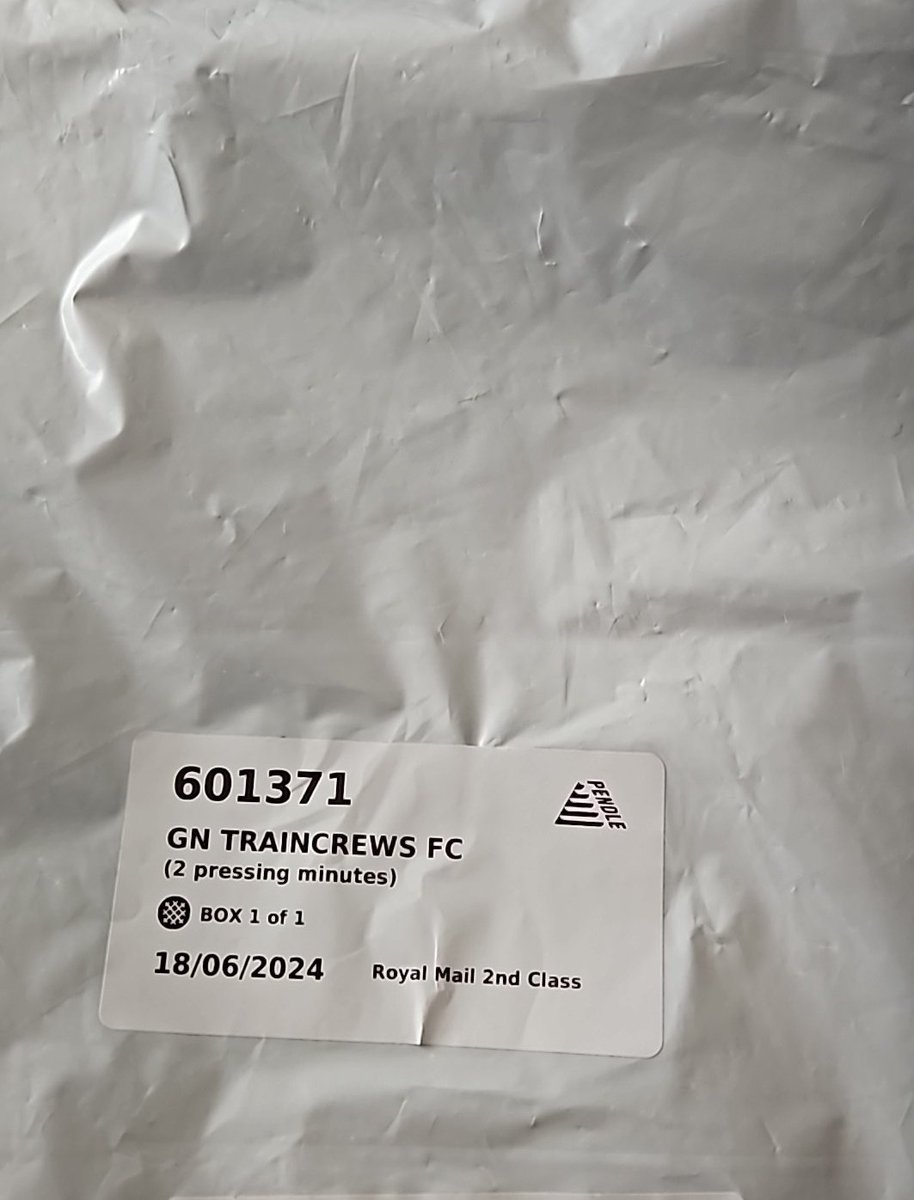 601371
PENDLE
GN TRAINCREWS FC
(2 pressing minutes)
BOX 1 of 1
18/06/2024 Royal Mail 2nd Class